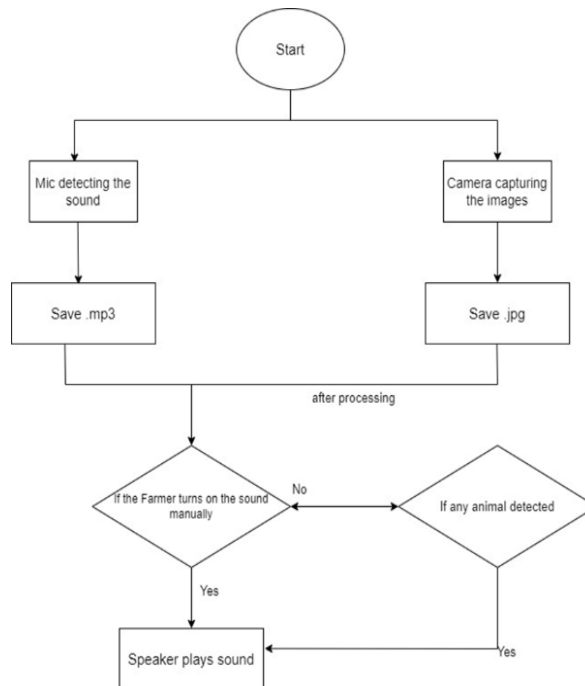 Start
Mic detecting the
sound
Camera capturing
the images
Save .mp3
Save .jpg
after processing
If the Farmer turns on the sound
manually
No
If any animal detected
Yes
Yes
Speaker plays sound